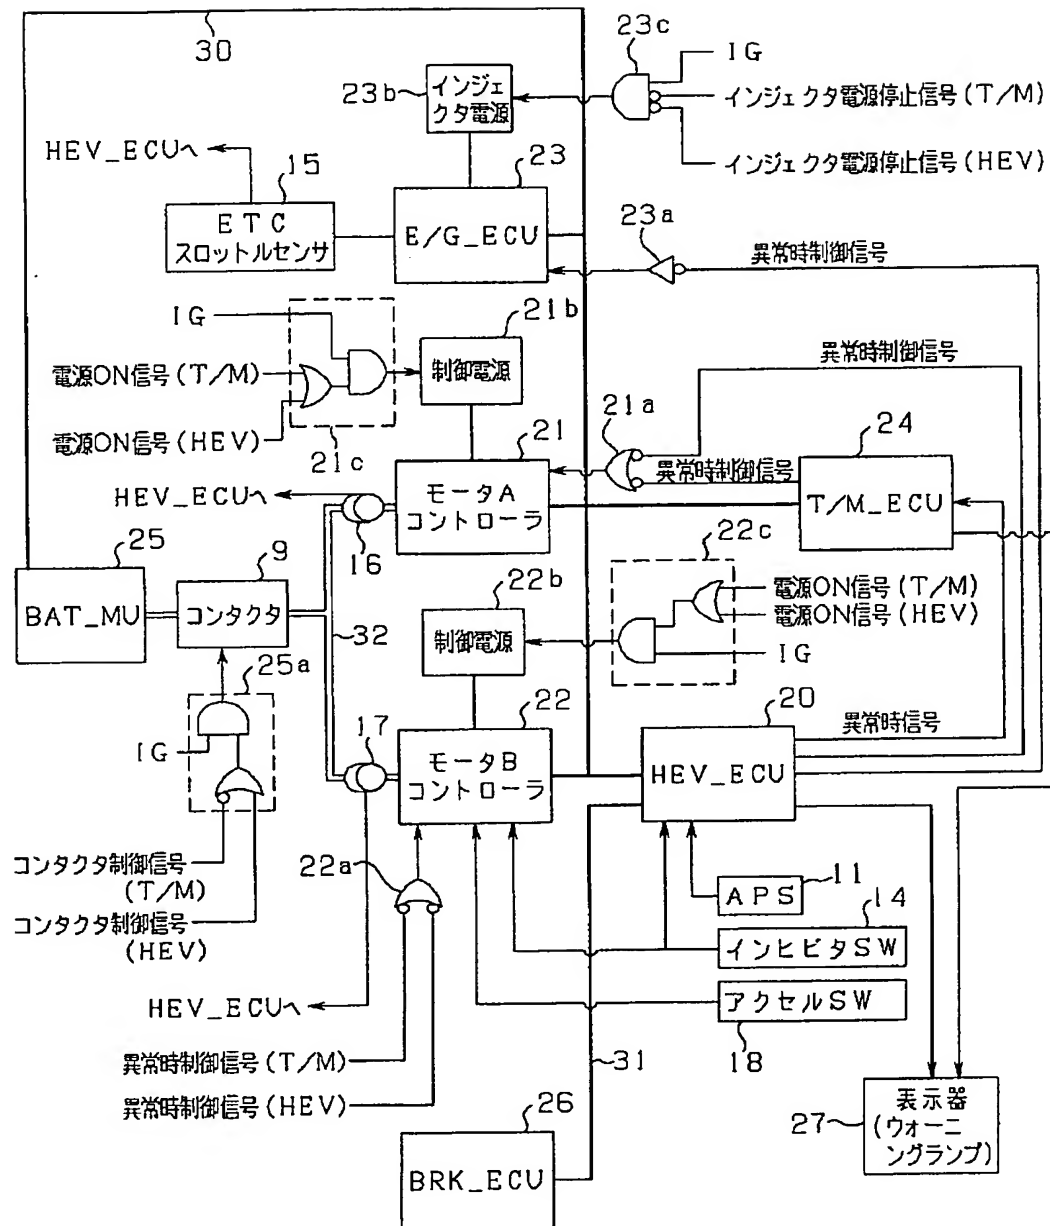 30
23c
IG
インジェクタ電源停止信号(T/M)
インジェクタ電源停止信号(HEV)
23b
インジェ
クタ電源
HEV_ECUへ
15
ETC
スロットルセンサ
23
E/G_ECU
23a
異常時制御信号
IG
電源ON信号(T/M)
電源ON信号(HEV)
21c
21b
制御電源
異常時制御信号
21a
異常時制御信号
24
T/M_ECU
21
モータA
コントローラ
HEV_ECUへ
16
25
BAT_MU
9
コンタクタ
32
22c
電源ON信号(T/M)
電源ON信号(HEV)
IG
22b
制御電源
25a
IG
コンタクタ制御信号
(T/M)
コンタクタ制御信号
(HEV)
17
22
モータB
コントローラ
20
HEV_ECU
異常時信号
22a
11
APS
14
インヒビタSW
アクセルSW
18
HEV_ECUへ
異常時制御信号(T/M)
異常時制御信号(HEV)
31
26
BRK_ECU
27
表示器
(ウォーニ
ングランプ)